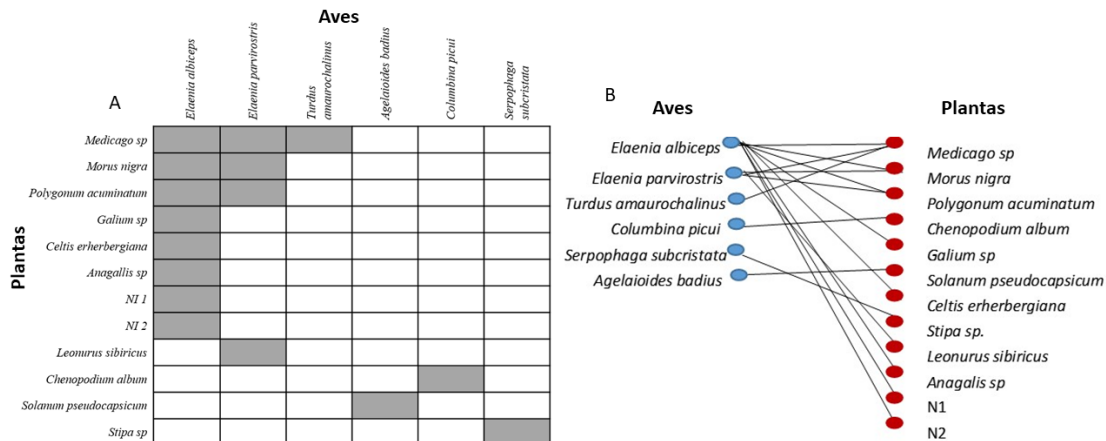 Aves
Elaenia albiceps
Elaenia parvirostris
Turdus
amaurochalinus
Agelaioides badius
Columbina picui
Serpophaga
subcristata
A
Plantas
Medicago sp
Morus nigra
Polygonum acuminatum
Galium sp
Celtis erherbergiana
Anagallis sp
NI 1
NI 2
Leonurus sibiricus
Chenopodium album
Solanum pseudocapsicum
Stipa sp
B
Aves
Plantas
Elaenia albiceps
Elaenia parvirostris
Turdus amaurochalinus
Columbina picui
Serpophaga subcristata
Agelaioides badius
Medicago sp
Morus nigra
Polygonum acuminatum
Chenopodium album
Galium sp
Solanum pseudocapsicum
Celtis erherbergiana
Stipa sp.
Leonurus sibiricus
Anagalis sp
N1
N2